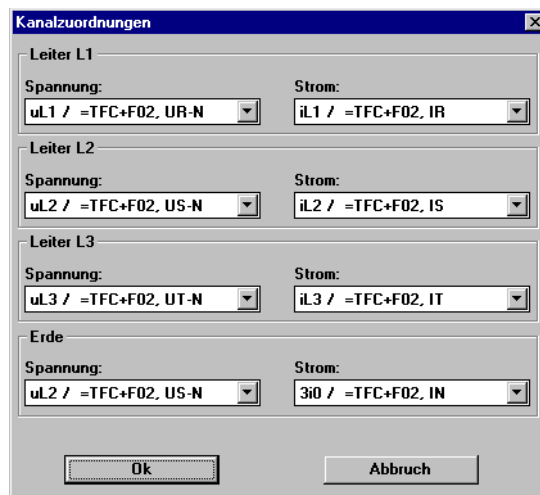 Kanalzuordnungen
Leiter L1
Spannung: Strom:
uL1 / =TFC+F02, UR-N iL1 / =TFC+F02, IR
Leiter L2
Spannung: Strom:
uL2 / =TFC+F02, US-N iL2 / =TFC+F02, IS
Leiter L3
Spannung: Strom:
uL3 / =TFC+F02, UT-N iL3 / =TFC+F02, IT
Erde
Spannung: Strom:
uL2 / =TFC+F02, US-N 3i0 / =TFC+F02, IN
Ok Abbruch